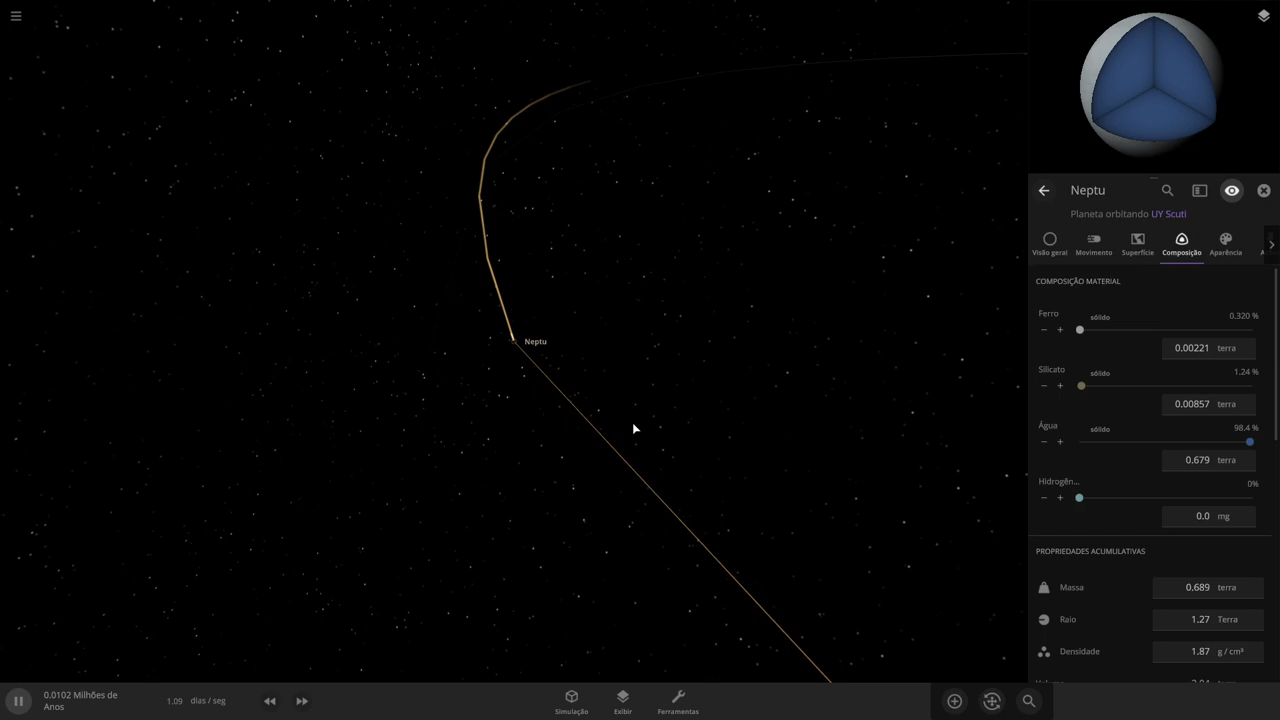 Neptu
Planeta orbitando UY Scuti
Visão geral
Movimento
Superfície
Composição
Aparência
COMPOSIÇÃO MATERIAL
Ferro
sólido
0,320 %
0.00221 terra
Silicato
sólido
1.24 %
0.00857 terra
Água
sólido
98.4 %
0.679 terra
Hidrogên...
0%
0.0 mg
PROPRIEDADES ACUMULATIVAS
Massa
0.689 terra
Raio
1.27 Terra
Densidade
1.87 g / cm³
Neptu
0.0102 Milhões de
Anos
1.09 dias / seg
Simulação
Exibir
Ferramentas